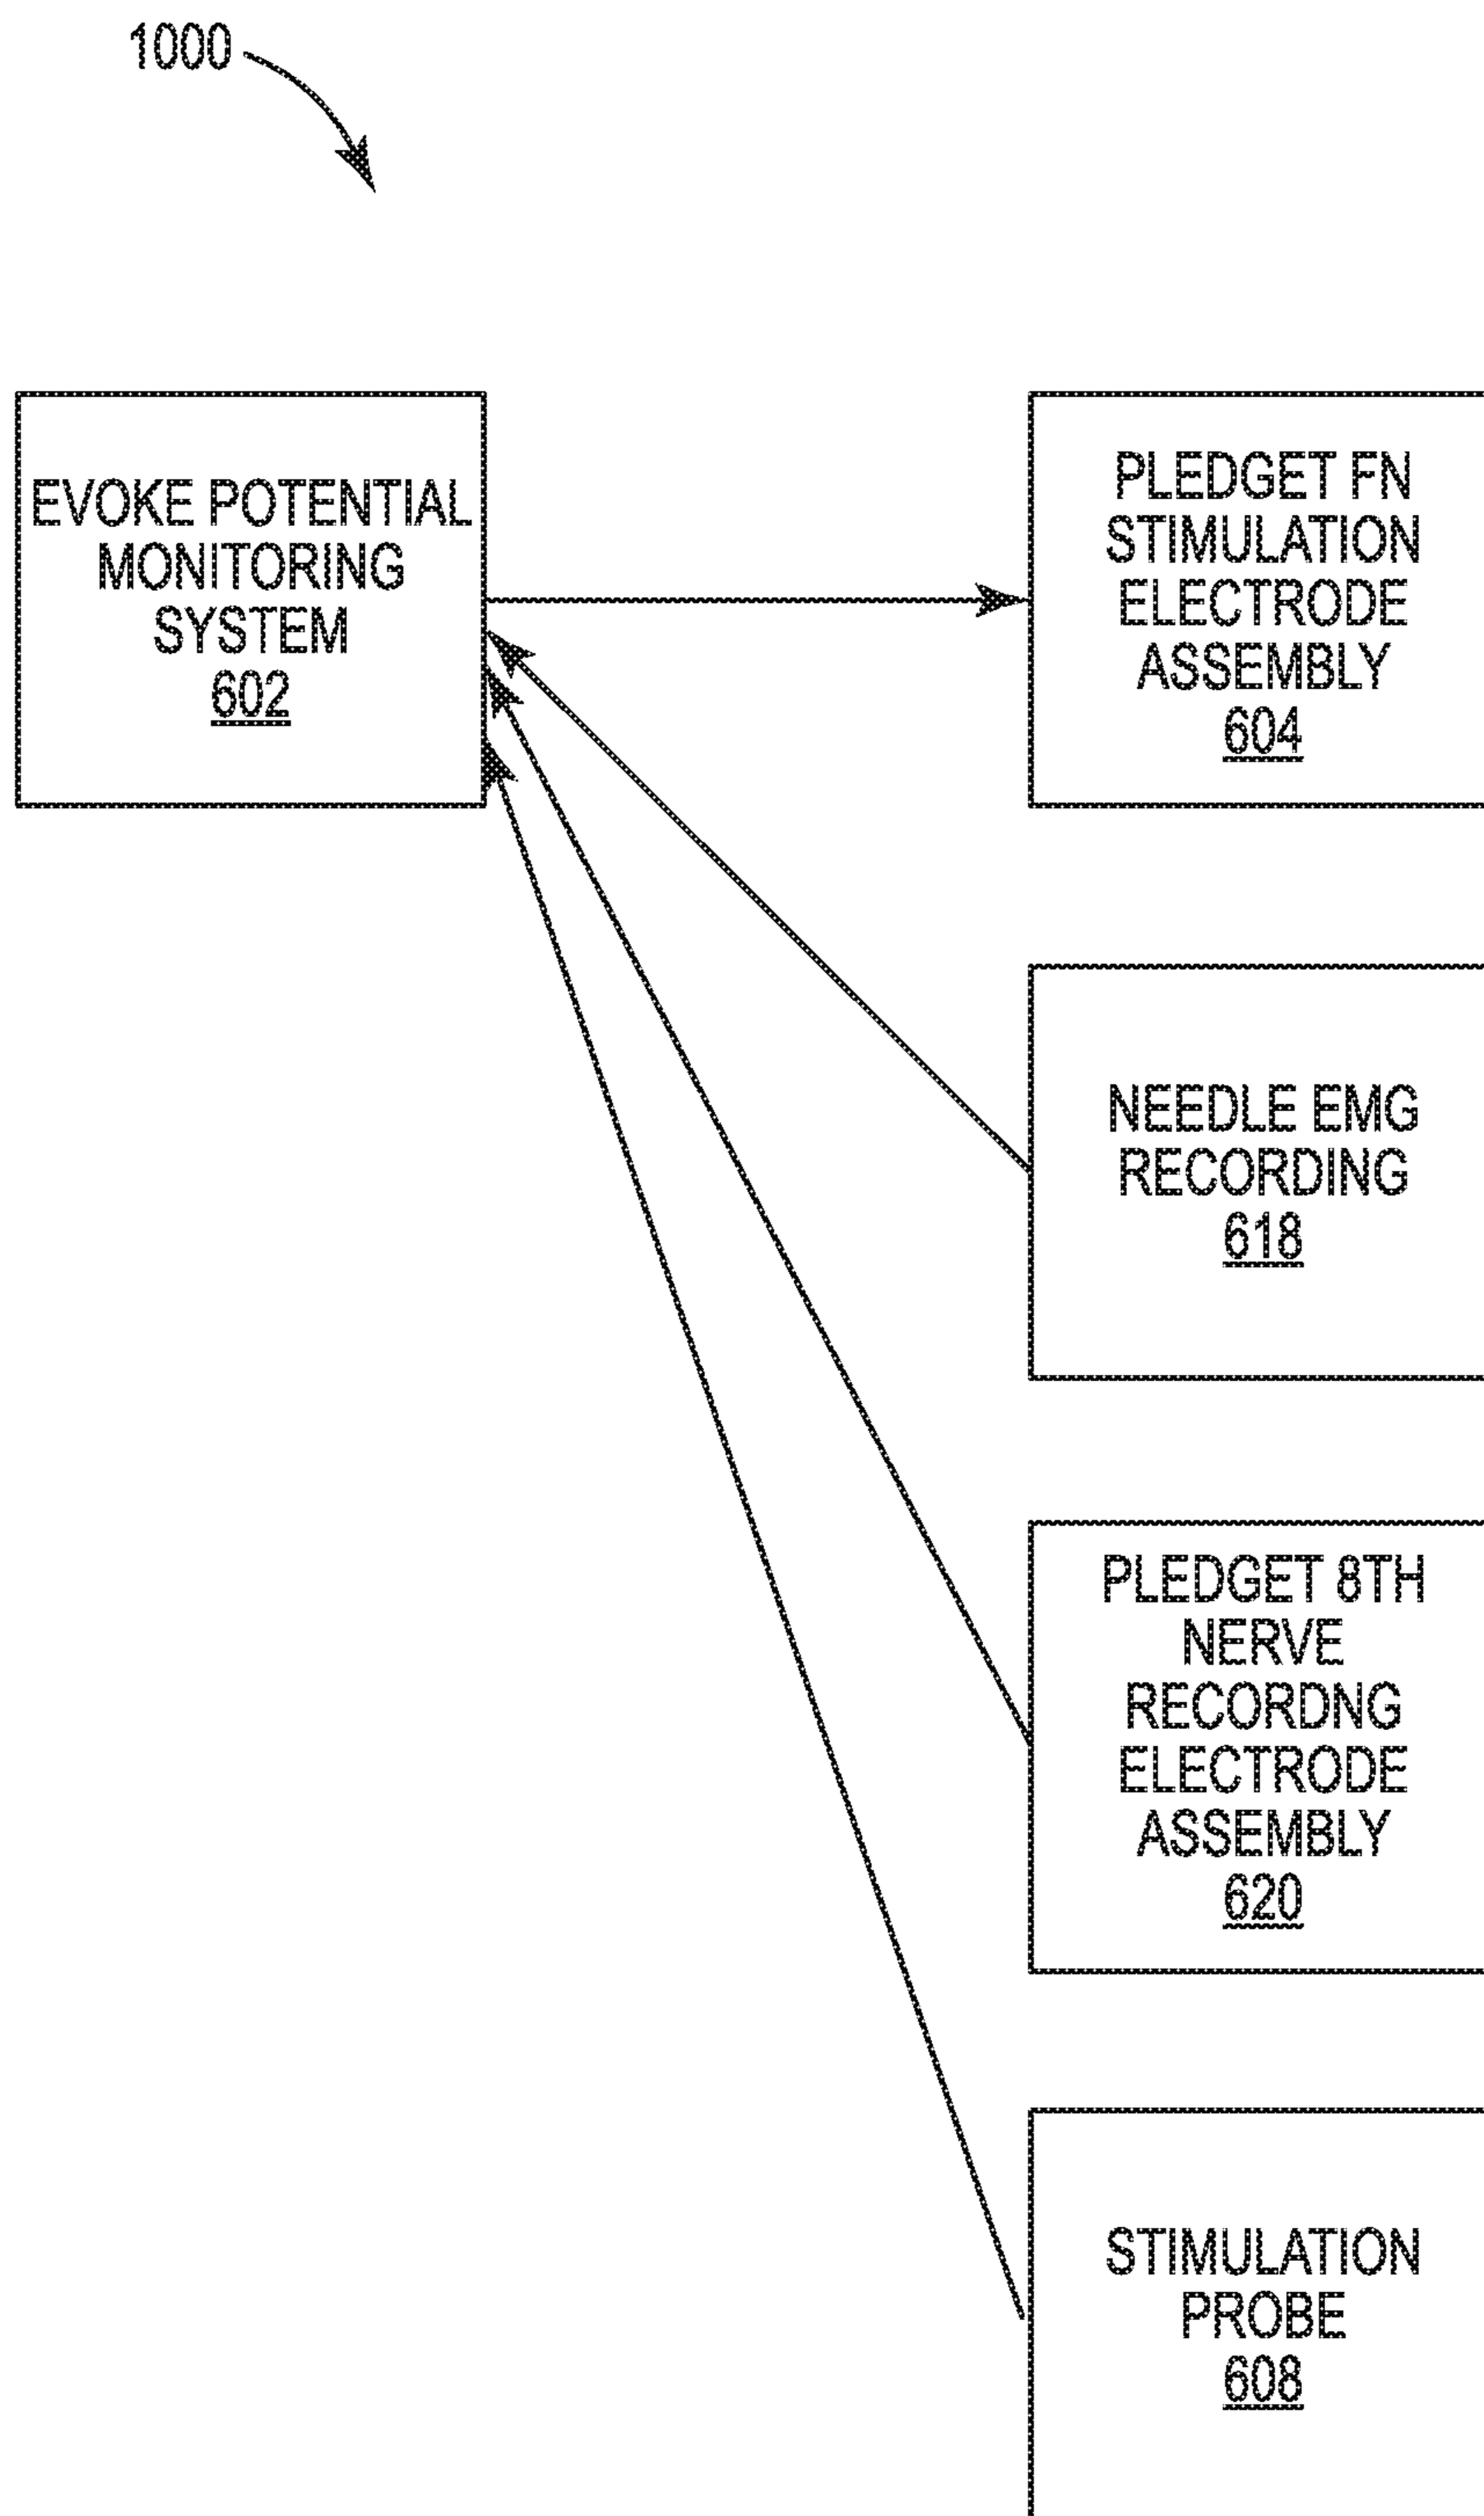 1000
EVOKE POTENTIAL
MONITORING
SYSTEM
602
PLEDGET FN
STIMULATION
ELECTRODE
ASSEMBLY
604
NEEDLE EMG
RECORDING
618
PLEDGET 8TH
NERVE
RECORDNG
ELECTRODE
ASSEMBLY
620
STIMULATION
PROBE
608